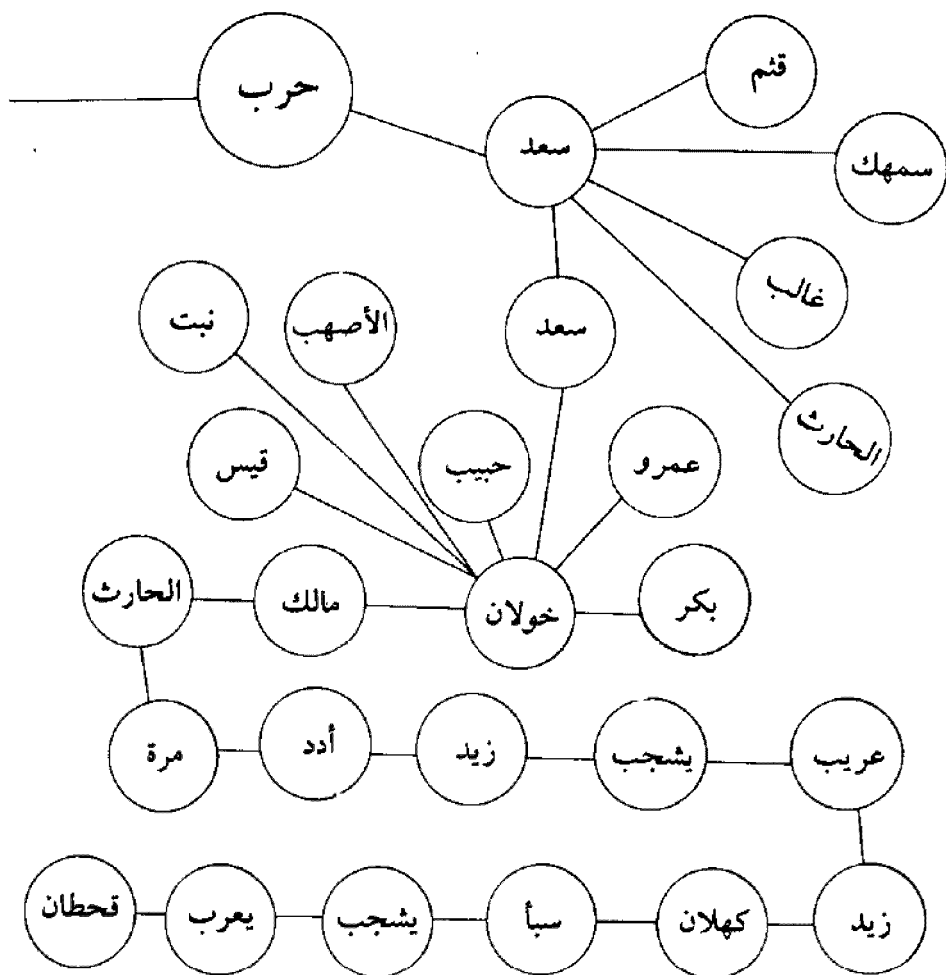 قثم
حرب
سعد
سمهك
غالب
نبت
الأصهب
سعد
الحارث
قيس
حبيب
عمرو
الحارث
مالك
خولان
بكر
مرة
أدد
زيد
يشجب
عريب
قحطان
يعرب
يشجب
سبأ
كهلان
زيد